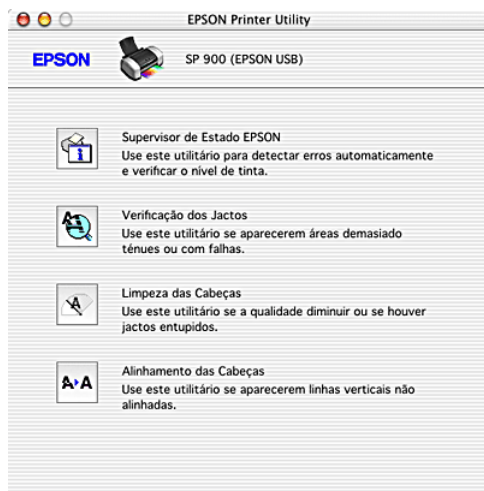 EPSON Printer Utility
EPSON
SP 900 (EPSON USB)
Supervisor de Estado EPSON
Use este utilitário para detectar erros automaticamente
e verificar o nível de tinta.
Verificação dos Jactos
Use este utilitário se aparecerem áreas demasiado
ténues ou com falhas.
Limpeza das Cabeças
Use este utilitário se a qualidade diminuir ou se houver
jactos entupidos.
Alinhamento das Cabeças
Use este utilitário se aparecerem linhas verticais não
alinhadas.